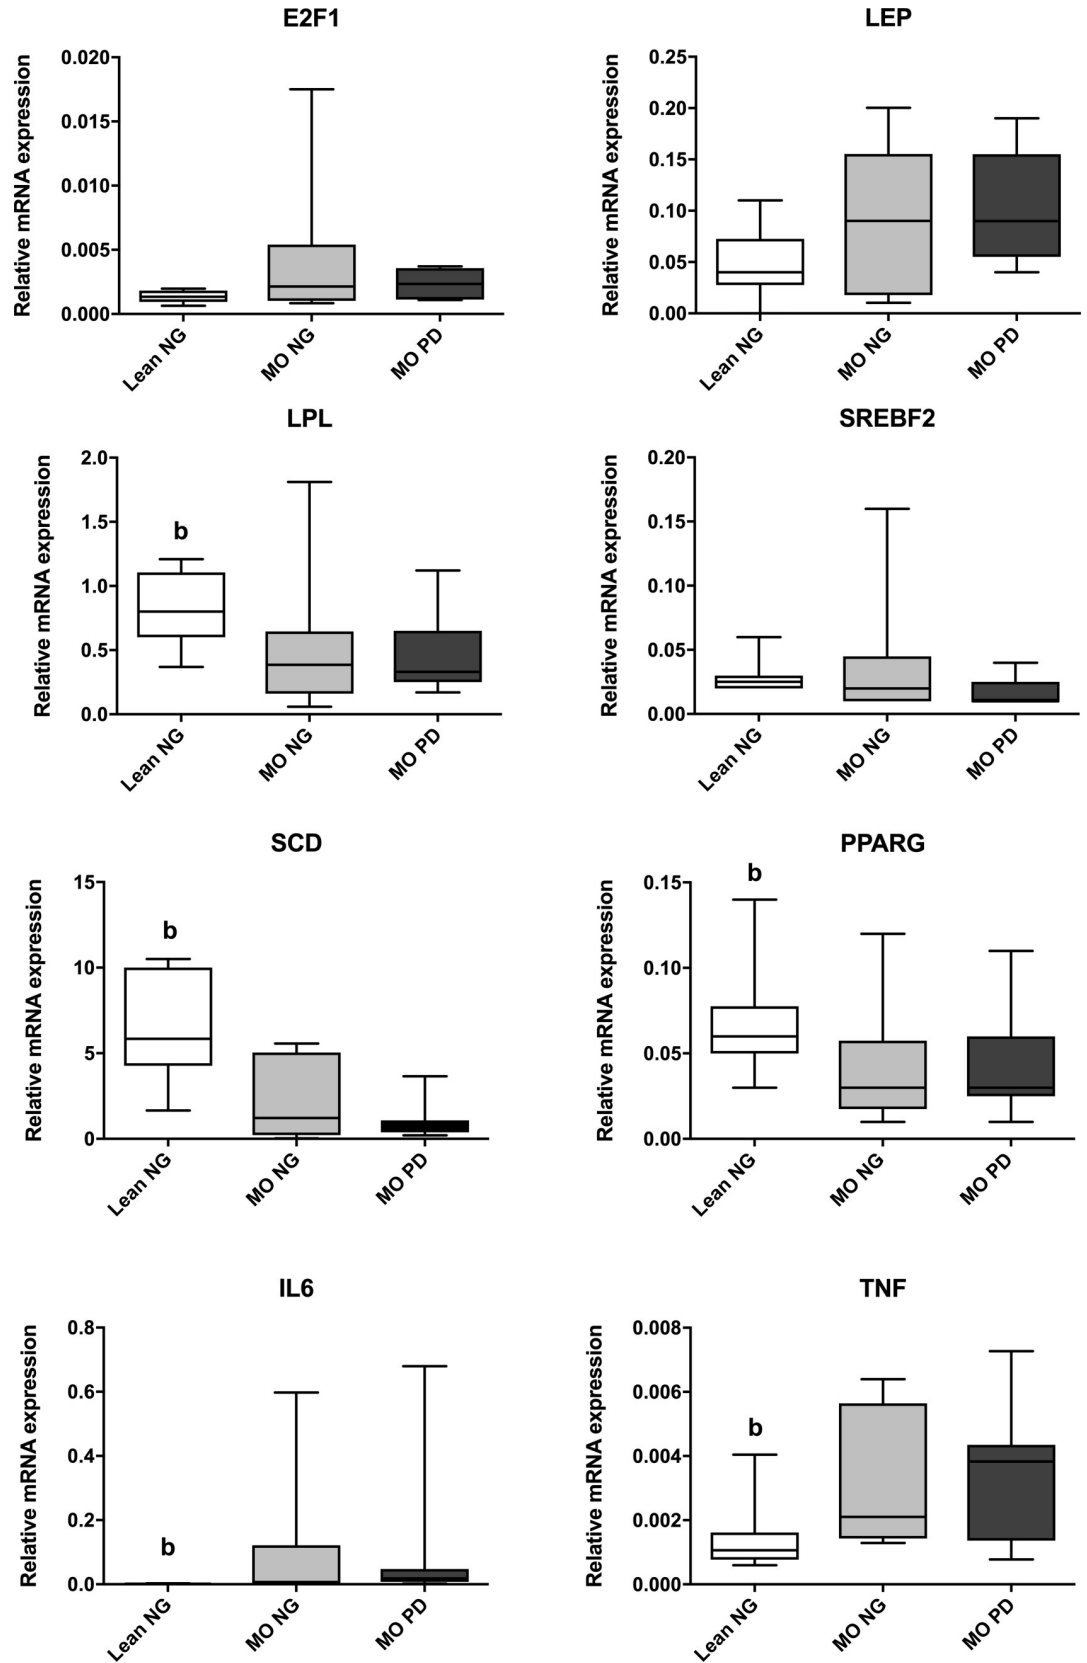 E2F1
Relative mRNA expression
0.020
0.015
0.010
0.005
0.000
Lean NG
MO NG
MO PD
LEP
Relative mRNA expression
0.25
0.20
0.15
0.10
0.05
0.00
Lean NG
MO NG
MO PD
LPL
Relative mRNA expression
2.0
1.5
1.0
0.5
0.0
b
Lean NG
MO NG
MO PD
SREBF2
Relative mRNA expression
0.20
0.15
0.10
0.05
0.00
Lean NG
MO NG
MO PD
SCD
Relative mRNA expression
15
10
5
0
b
Lean NG
MO NG
MO PD
PPARG
Relative mRNA expression
0.15
0.10
0.05
0.00
b
Lean NG
MO NG
MO PD
IL6
Relative mRNA expression
0.8
0.6
0.4
0.2
0.0
b
Lean NG
MO NG
MO PD
TNF
Relative mRNA expression
0.008
0.006
0.004
0.002
0.000
b
Lean NG
MO NG
MO PD